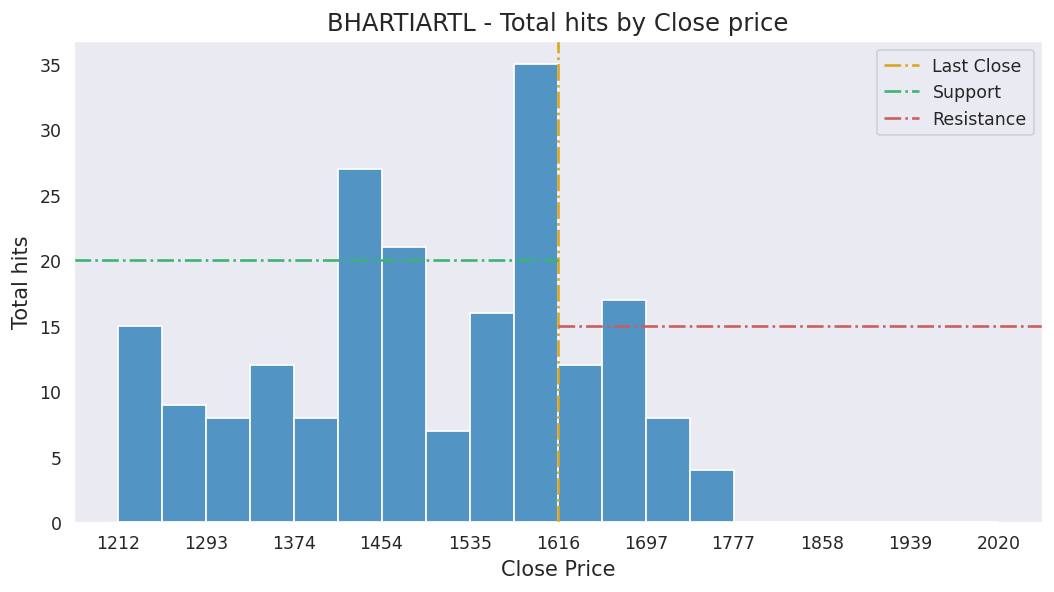 BHARTIARTL - Total hits by Close price
Last Close
Support
Resistance
Total hits
35
30
25
20
15
10
5
0
1212 1293 1374 1454 1535 1616 1697 1777 1858 1939 2020
Close Price